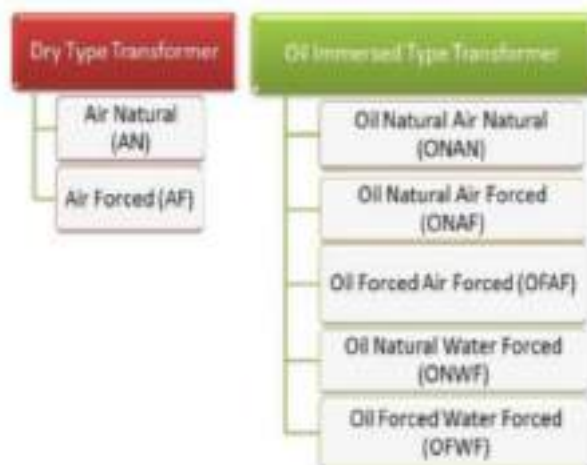 Dry Type Transformer
Air Natural
(AN)
Air Forced (AF)
Oil Immersed Type Transformer
Oil Natural Air Natural
(ONAN)
Oil Natural Air Forced
(ONAF)
Oil Forced Air Forced (OFAF)
Oil Natural Water Forced
(ONWF)
Oil Forced Water Forced
(OFWF)